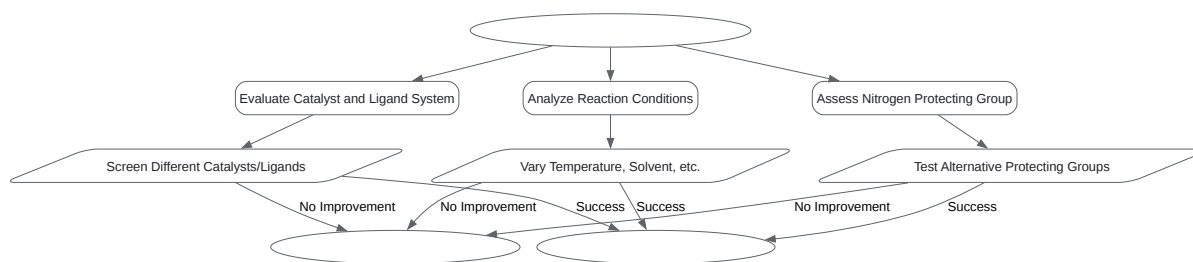 Evaluate Catalyst and Ligand System
Analyze Reaction Conditions
Assess Nitrogen Protecting Group
Screen Different Catalysts/Ligands
Vary Temperature, Solvent, etc.
Test Alternative Protecting Groups
No Improvement
No Improvement
Success
Success
No Improvement
Success